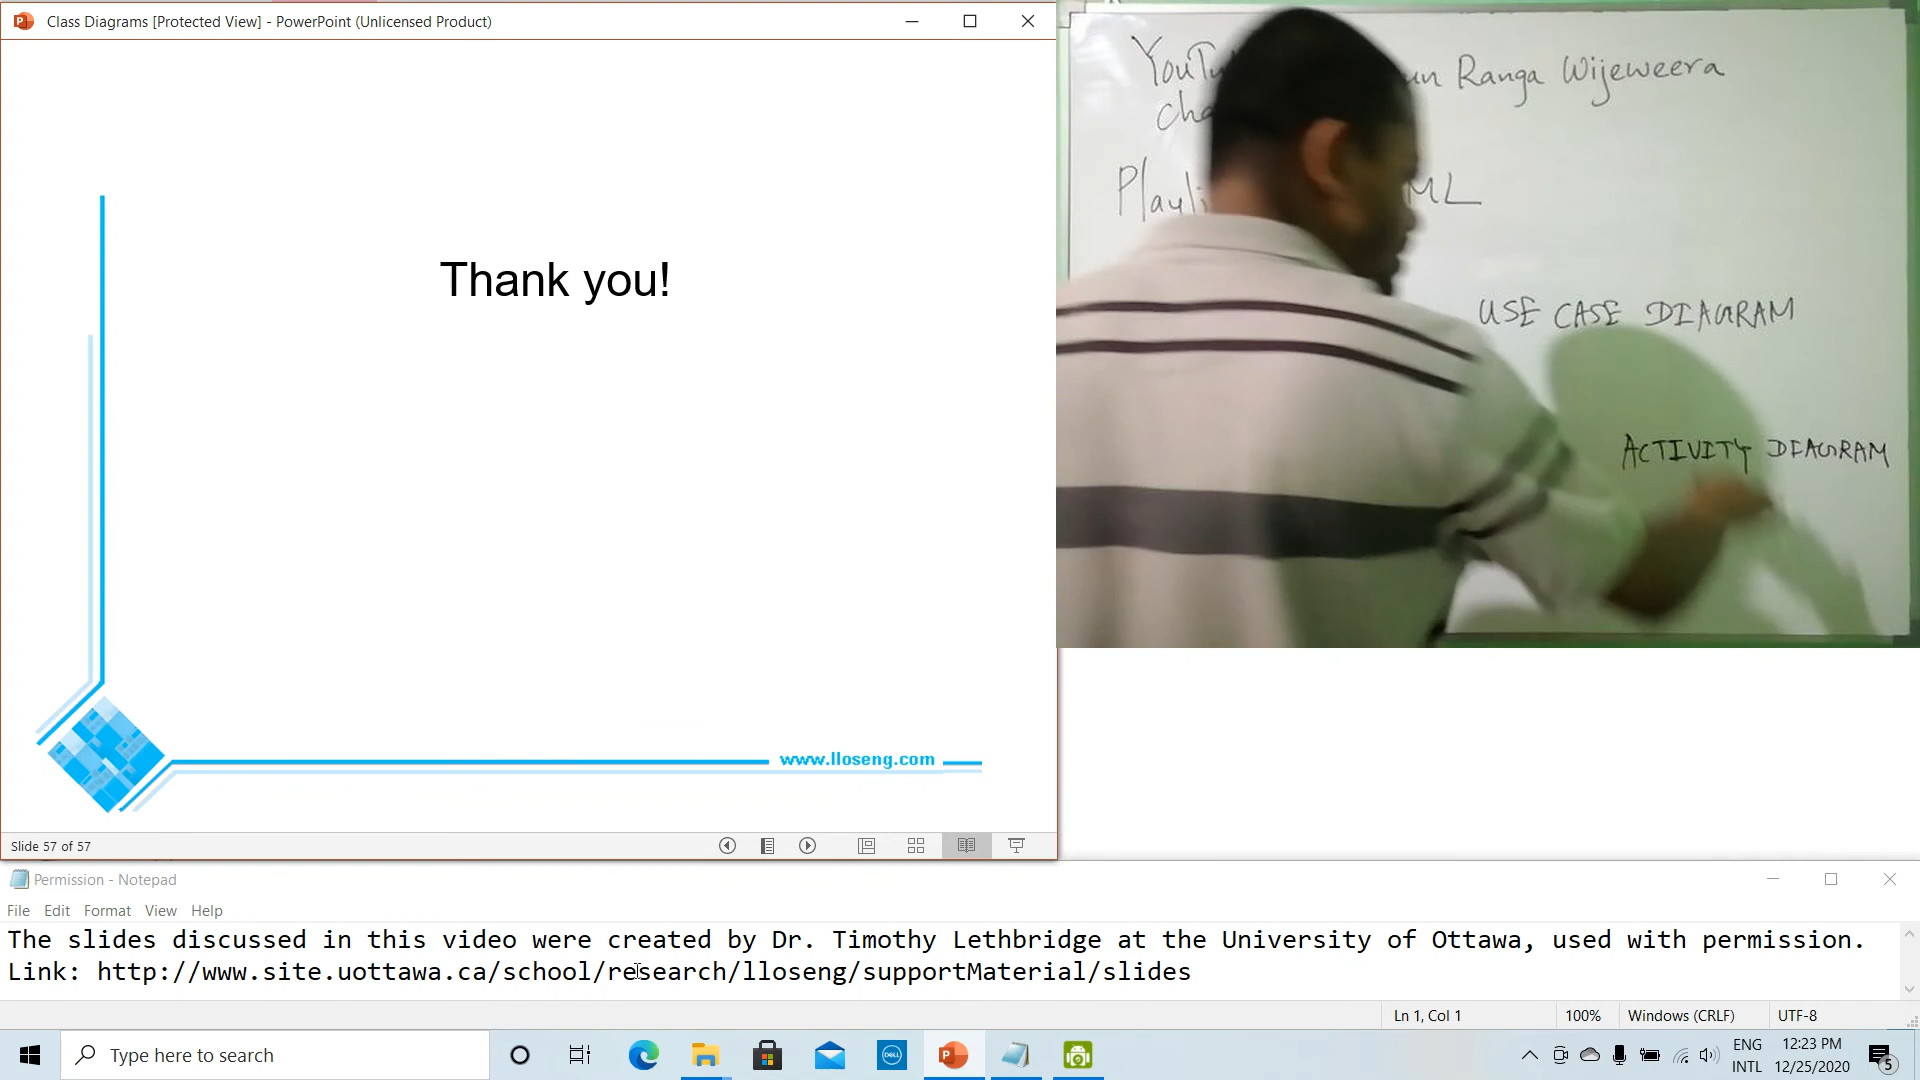 Class Diagrams [Protected View] - PowerPoint (Unlicensed Product)
Thank you!
www.lloseng.com
Slide 57 of 57
Ranga Wijeweera
USE CASE DIAGRAM
ACTIVITY DIAGRAM
Permission - Notepad
File Edit Format View Help
The slides discussed in this video were created by Dr. Timothy Lethbridge at the University of Ottawa, used with permission.
Link: http://www.site.uottawa.ca/school/research/lloseng/supportMaterial/slides
Ln 1, Col 1 100% Windows (CRLF) UTF-8
Type here to search
DELL
ENG
INTL
12:23 PM
12/25/2020
5